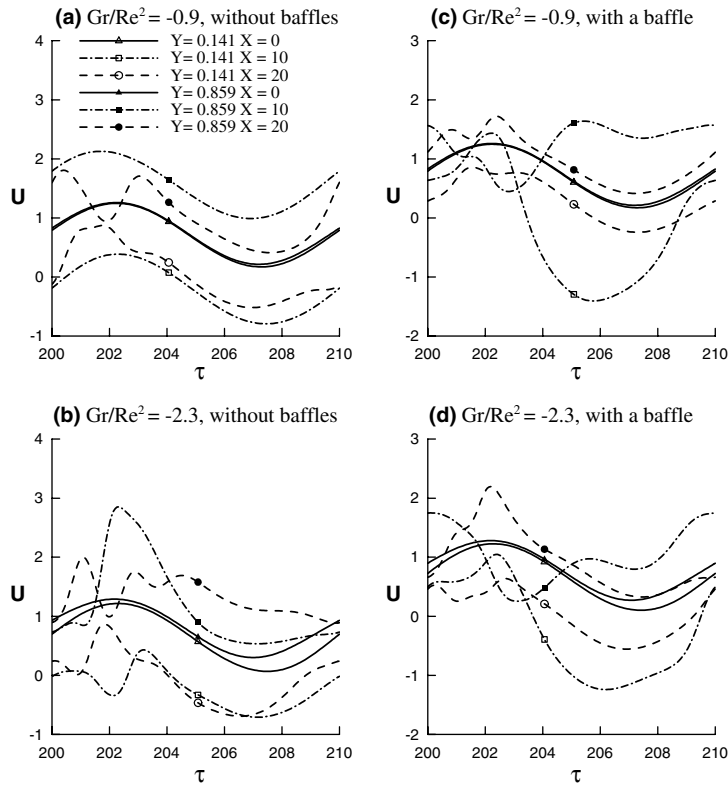 (a) Gr/Re² = -0.9, without baffles
4
3
2
1
0
-1
U
Y= 0.141 X = 0
Y= 0.141 X = 10
Y= 0.141 X = 20
Y= 0.859 X = 0
Y= 0.859 X = 10
Y= 0.859 X = 20
200 202 204 206 208 210
τ
(c) Gr/Re² = -0.9, with a baffle
3
2
1
0
-1
-2
U
200 202 204 206 208 210
τ
(b) Gr/Re² = -2.3, without baffles
4
3
2
1
0
-1
U
200 202 204 206 208 210
τ
(d) Gr/Re² = -2.3, with a baffle
3
2
1
0
-1
-2
U
200 202 204 206 208 210
τ